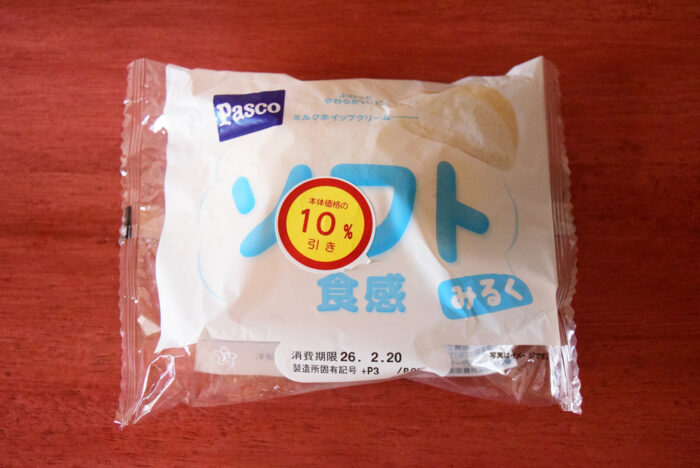 Pasco
ふわっと
やわらかい
ミルクホイップクリーム
ソフト
本体価格の
10%
引き
食感
みるく
消費期限 26. 2.20
製造所固有記号 +P3
写真はイメージです。